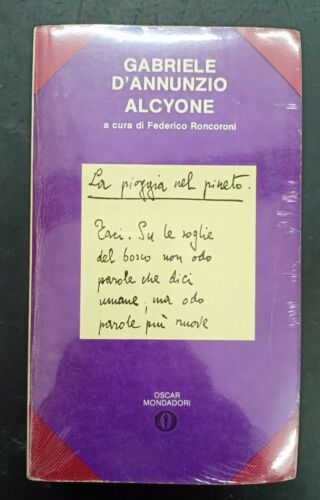 GABRIELE
D'ANNUNZIO
ALCYONE
a cura di Federico Roncoroni
La pioggia nel pineto.
Taci. Su le soglie
del bosco non odo
parole che dici
umane; ma odo
parole più nuove
OSCAR
MONDADORI